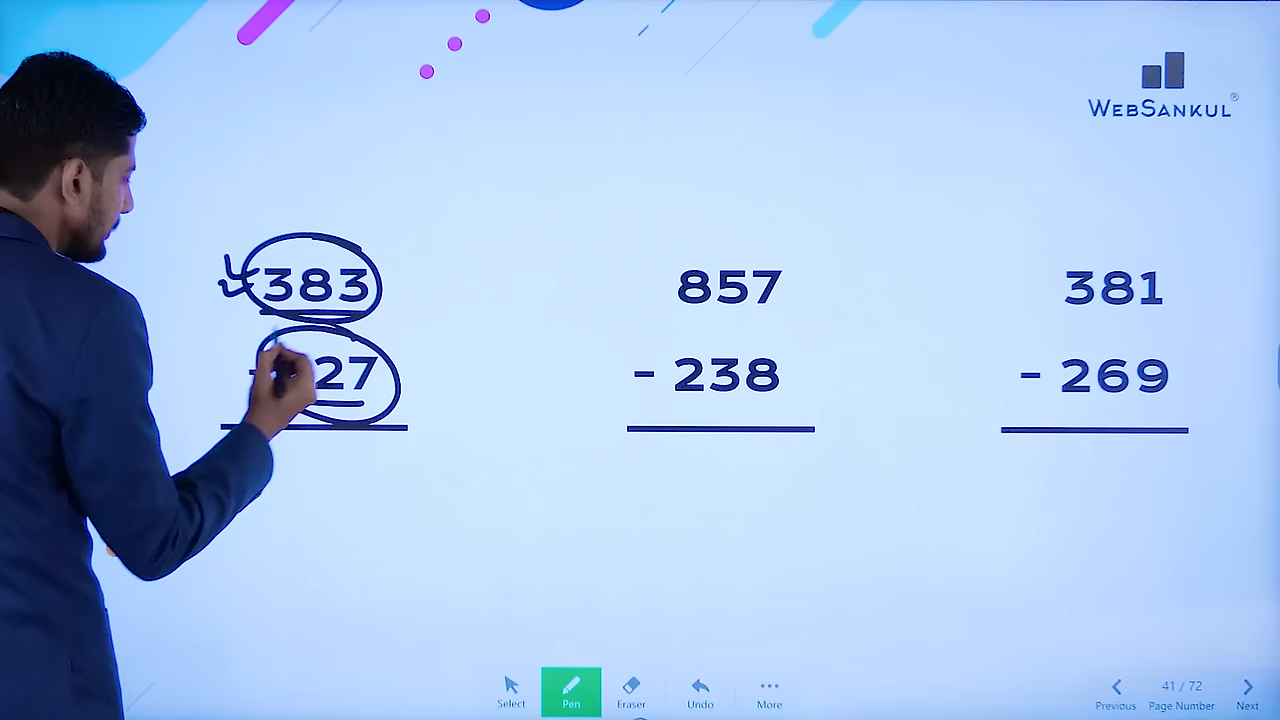 WEBSANKUL®
383
27
857
- 238
381
- 269
Select Pen Eraser Undo More
41 / 72
Previous Page Number Next